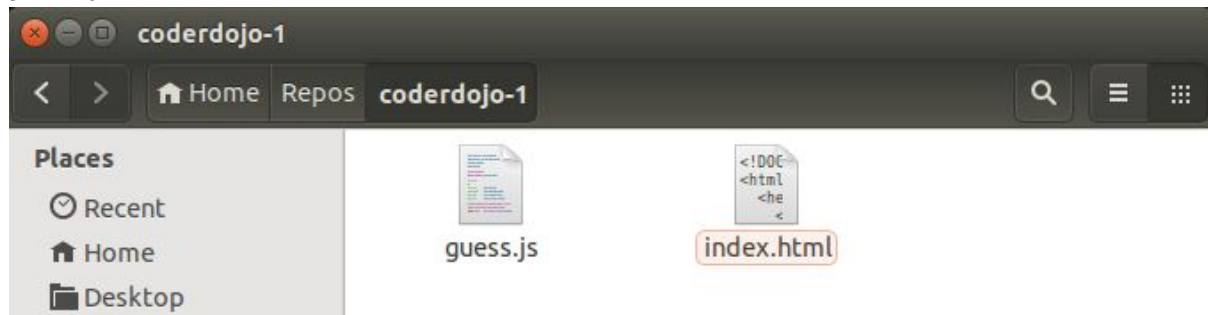 coderdojo-1
Home Repos coderdojo-1
Places
Recent
Home
Desktop
<!DOC
<html
<he
<
guess.js
index.html